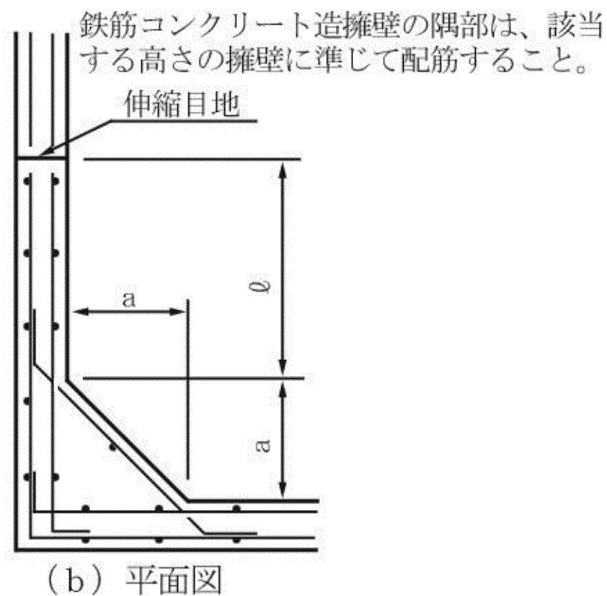 鉄筋コンクリート造擁壁の隅部は、該当
する高さの擁壁に準じて配筋すること。
伸縮目地
ℓ
a
a
(b) 平面図